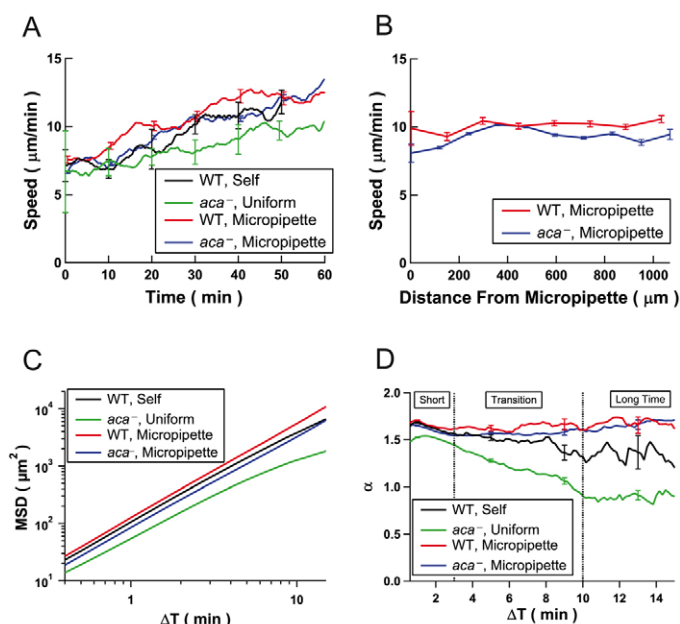 A
Speed ( μm/min)
15
10
5
0
0 10 20 30 40 50 60
Time ( min )
WT, Self
aca⁻, Uniform
WT, Micropipette
aca⁻, Micropipette
B
Speed ( μm/min)
15
10
5
0
0 200 400 600 800 1000
Distance From Micropipette ( μm)
WT, Micropipette
aca⁻, Micropipette
C
MSD ( μm²)
10⁴
10³
10²
10¹
1 10
ΔT ( min )
WT, Self
aca⁻, Uniform
WT, Micropipette
aca⁻, Micropipette
D
α
2.0
1.5
1.0
0.5
0.0
2 4 6 8 10 12 14
ΔT ( min )
Short
Transition
Long Time
WT, Self
aca⁻, Uniform
WT, Micropipette
aca⁻, Micropipette